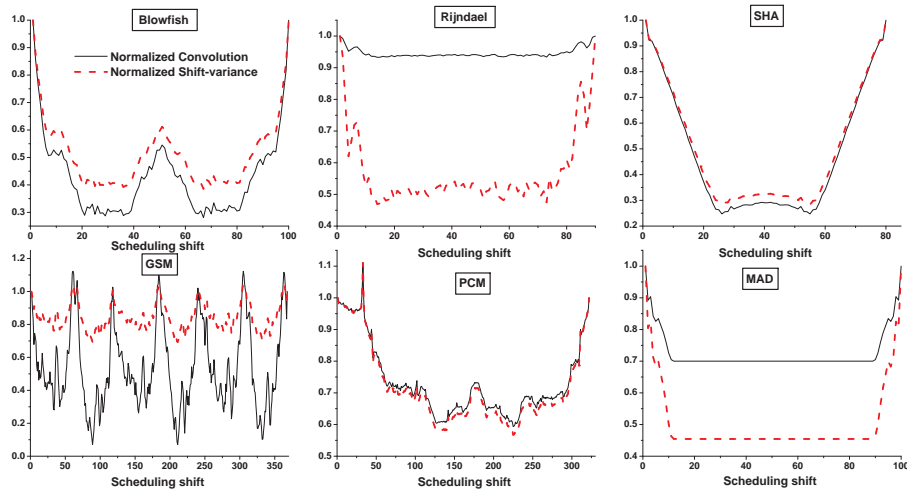 Blowfish
Normalized Convolution
Normalized Shift-variance
1.0
0.9
0.8
0.7
0.6
0.5
0.4
0.3
0 20 40 60 80 100
Scheduling shift
Rijndael
1.0
0.9
0.8
0.7
0.6
0.5
0.4
0 20 40 60 80
Scheduling shift
SHA
1.0
0.9
0.8
0.7
0.6
0.5
0.4
0.3
0.2
0 20 40 60 80
Scheduling shift
GSM
1.2
1.0
0.8
0.6
0.4
0.2
0.0
0 50 100 150 200 250 300 350
Scheduling shift
PCM
1.1
1.0
0.9
0.8
0.7
0.6
0.5
0 50 100 150 200 250 300
Scheduling shift
MAD
1.0
0.9
0.8
0.7
0.6
0.5
0.4
0 20 40 60 80 100
Scheduling shift